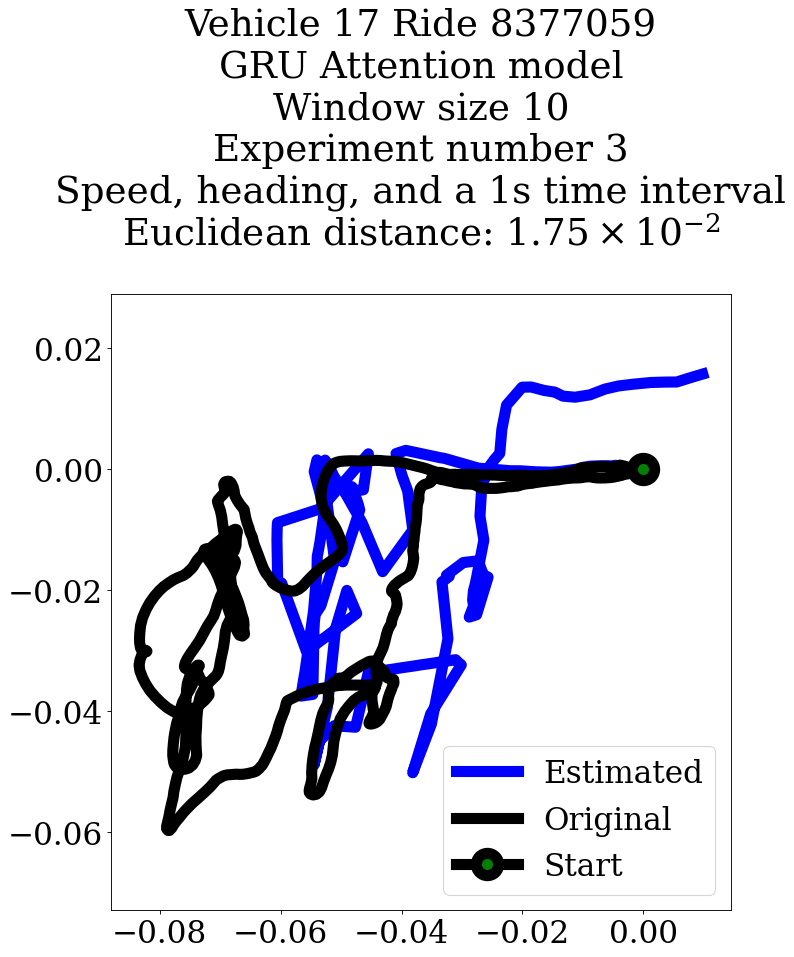 Vehicle 17 Ride 8377059
GRU Attention model
Window size 10
Experiment number 3
Speed, heading, and a 1s time interval
Euclidean distance: 1.75 × 10⁻²
0.02
0.00
−0.02
−0.04
−0.06
Estimated
Original
Start
−0.08 −0.06 −0.04 −0.02 0.00